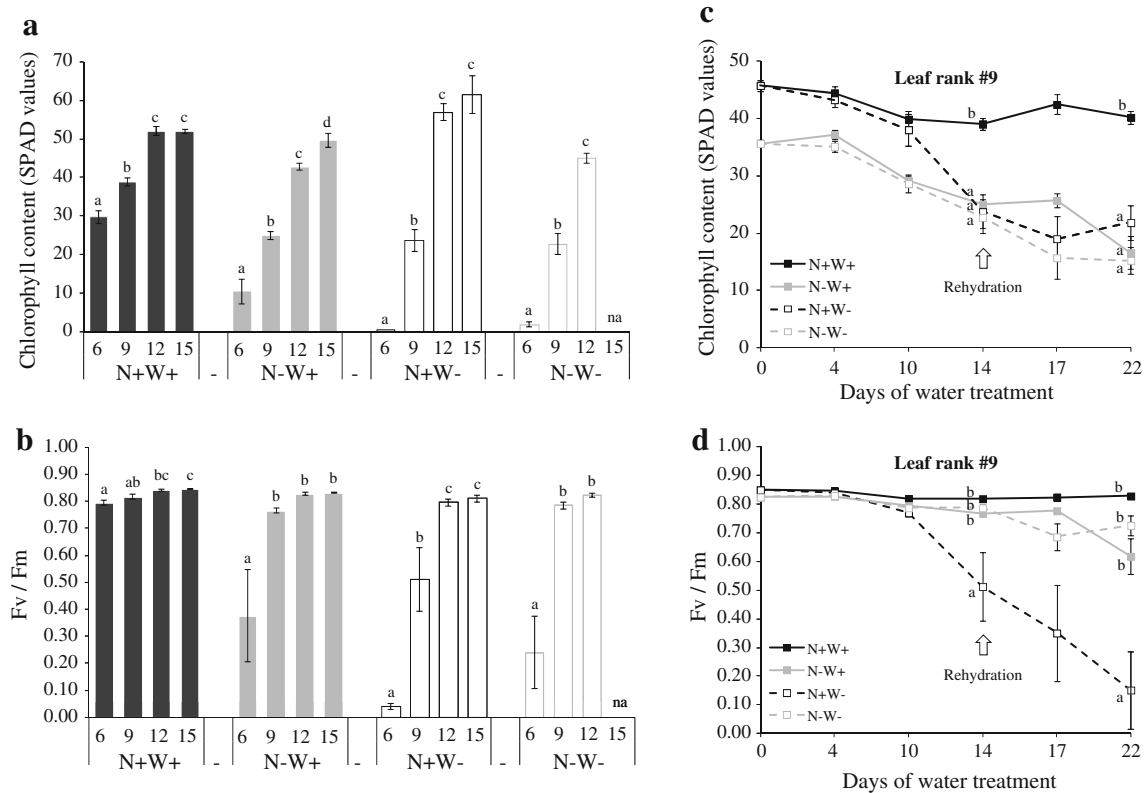 a
Chlorophyll content (SPAD values)
70
60
50
40
30
20
10
0
a b c c
a b c d
a b c c
a b c na
6 9 12 15 6 9 12 15 6 9 12 15 6 9 12 15
N+W+ - N-W+ - N+W- - N-W-
b
Fv / Fm
1.00
0.90
0.80
0.70
0.60
0.50
0.40
0.30
0.20
0.10
0.00
a ab bc c
a b b b
a b c c
a b b na
6 9 12 15 6 9 12 15 6 9 12 15 6 9 12 15
N+W+ - N-W+ - N+W- - N-W-
c
Chlorophyll content (SPAD values)
50
40
30
20
10
0
Leaf rank #9
b
b
a
a
a
a
a
a
N+W+
N-W+
N+W-
N-W-
Rehydration
0 4 10 14 17 22
Days of water treatment
d
Fv / Fm
1.00
0.90
0.80
0.70
0.60
0.50
0.40
0.30
0.20
0.10
0.00
Leaf rank #9
b
b
b
a
b
b
b
a
N+W+
N-W+
N+W-
N-W-
Rehydration
0 4 10 14 17 22
Days of water treatment